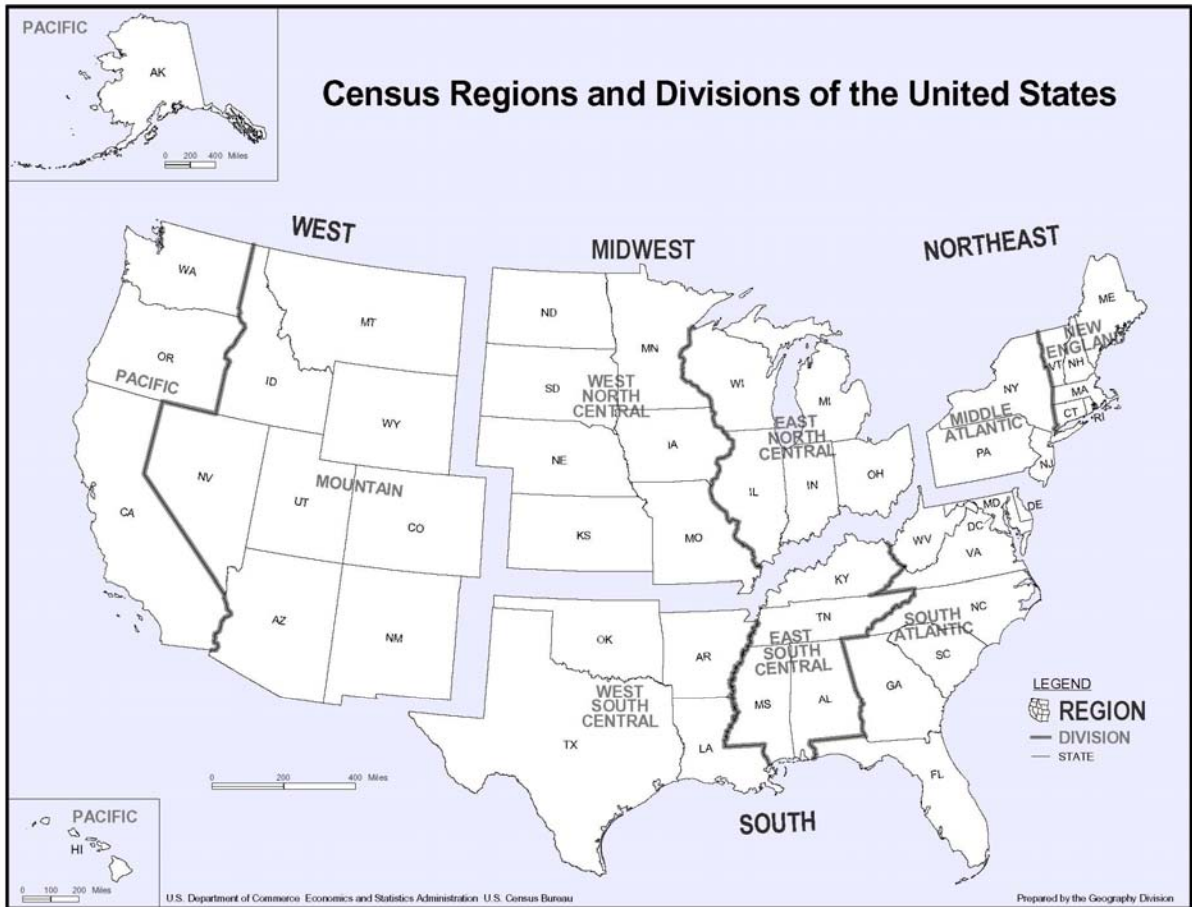 PACIFIC
AK
0 200 400 Miles
Census Regions and Divisions of the United States
WEST
MIDWEST
NORTHEAST
WA
MT
OR
ID
PACIFIC
WY
NV
UT
MOUNTAIN
CO
CA
AZ
NM
ND
MN
SD
WEST
NORTH
CENTRAL
NE
IA
KS
MO
WI
MI
EAST
NORTH
CENTRAL
IL
IN
OH
ME
NEW
ENGLAND
VT
NH
NY
MA
CT
RI
MIDDLE
ATLANTIC
PA
NJ
MD
DE
DC
WV
VA
KY
NC
TN
SOUTH
ATLANTIC
SC
OK
AR
EAST
SOUTH
CENTRAL
MS
AL
GA
WEST
SOUTH
CENTRAL
TX
LA
FL
SOUTH
LEGEND
REGION
DIVISION
STATE
0 200 400 Miles
PACIFIC
HI
0 100 200 Miles
U.S. Department of Commerce Economics and Statistics Administration U.S. Census Bureau
Prepared by the Geography Division